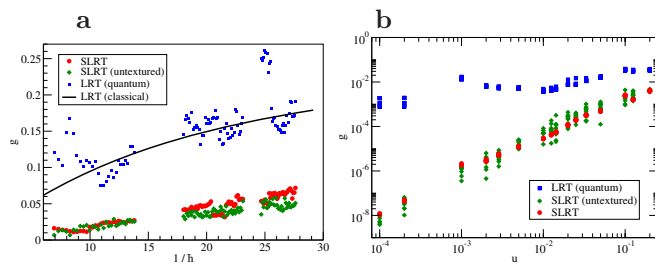 a
b
0.25
0.2
0.15
0.1
0.05
0
g
SLRT
SLRT (untextured)
LRT (quantum)
LRT (classical)
10
15
20
25
30
1 / h
10^0
10^-2
10^-4
10^-6
10^-8
g
LRT (quantum)
SLRT (untextured)
SLRT
10^-4
10^-3
10^-2
10^-1
u